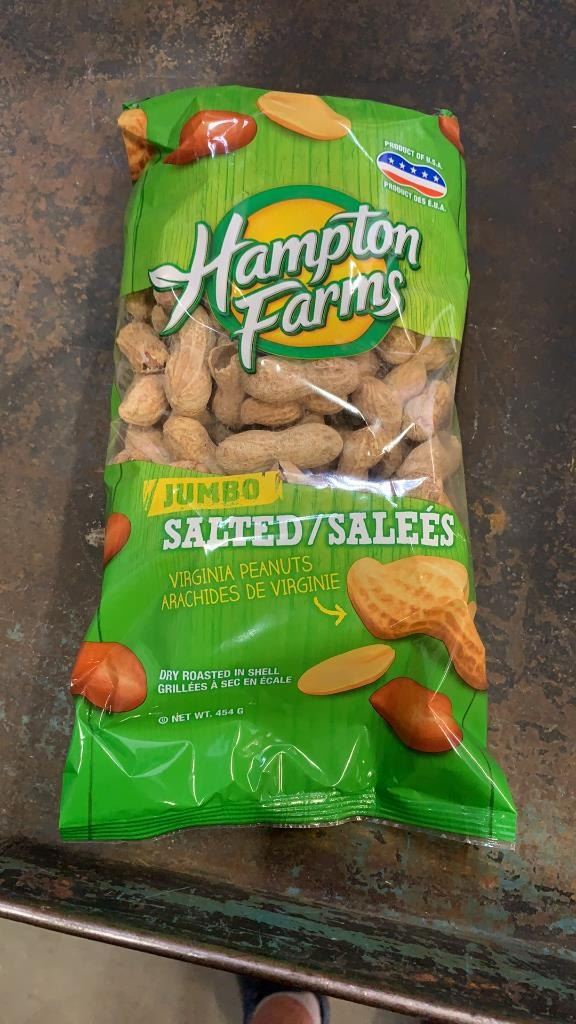 PRODUCT OF U.S.A.
PRODUIT DES É.U.A.
Hampton
Farms
JUMBO
SALTED/SALEÉS
VIRGINIA PEANUTS
ARACHIDES DE VIRGINIE
DRY ROASTED IN SHELL
GRILLÉES À SEC EN ÉCALE
NET WT. 454 G